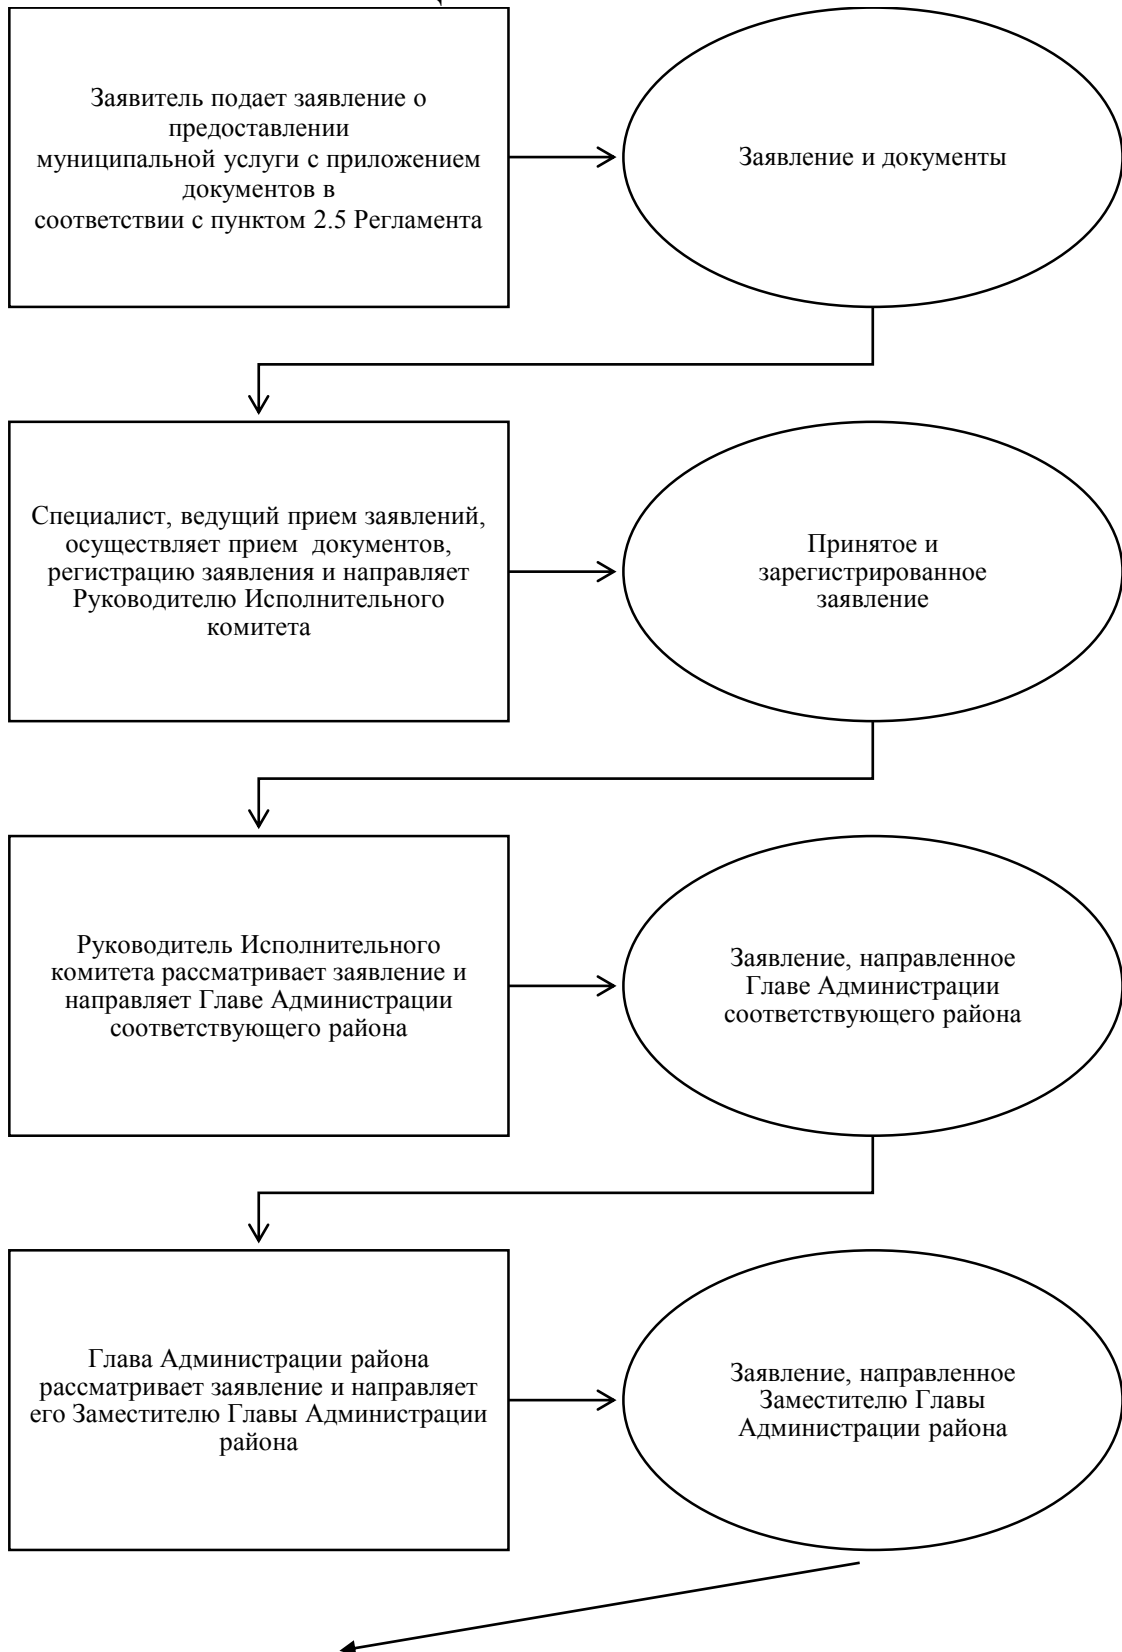 Заявитель подает заявление о
предоставлении
муниципальной услуги с приложением
документов в
соответствии с пунктом 2.5 Регламента
Заявление и документы
Специалист, ведущий прием заявлений,
осуществляет прием  документов,
регистрацию заявления и направляет
Руководителю Исполнительного
комитета
Принятое и
зарегистрированное
заявление
Руководитель Исполнительного
комитета рассматривает заявление и
направляет Главе Администрации
соответствующего района
Заявление, направленное
Главе Администрации
соответствующего района
Глава Администрации района
рассматривает заявление и направляет
его Заместителю Главы Администрации
района
Заявление, направленное
Заместителю Главы
Администрации района